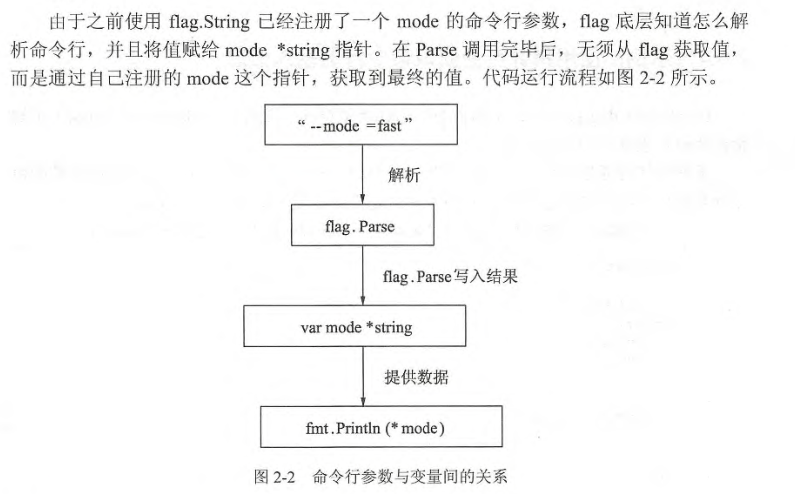 由于之前使用 flag.String 已经注册了一个 mode 的命令行参数，flag 底层知道怎么解
析命令行，并且将值赋给 mode *string 指针。在 Parse 调用完毕后，无须从 flag 获取值，
而是通过自己注册的 mode 这个指针，获取到最终的值。代码运行流程如图 2-2 所示。
“ --mode =fast”
解析
flag. Parse
flag .Parse写入结果
var mode *string
提供数据
fmt.Println (* mode)
图 2-2 命令行参数与变量间的关系